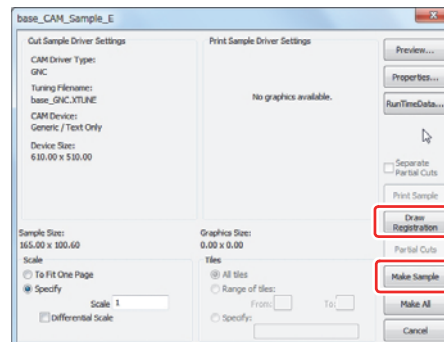 base_CAM_Sample_E
Cut Sample Driver Settings
CAM Driver Type:
GNC
Tuning Filename:
base_GNC.XTUNE
CAM Device:
Generic / Text Only
Device Size:
610.00 x 510.00
Print Sample Driver Settings
No graphics available.
Sample Size:
165.00 x 100.60
Graphics Size:
0.00 x 0.00
Scale
To Fit One Page
Specify
Scale 1
Differential Scale
Tiles
All tiles
Range of tiles:
From: To:
Specify:
Preview...
Properties...
RunTimeData...
Separate
Partial Cuts
Print Sample
Draw
Registration
Partial Cuts
Make Sample
Make All
Cancel